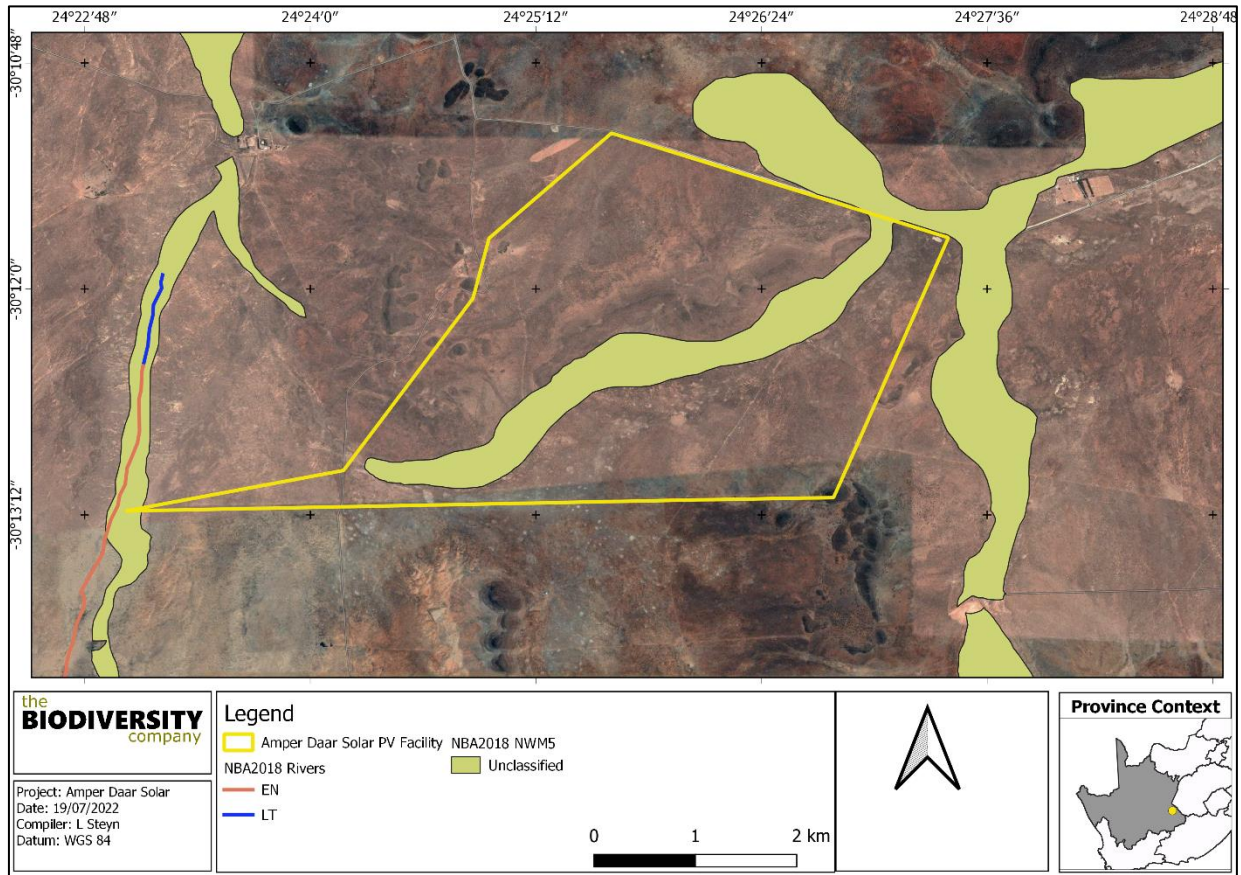 24°22'48" 24°24'0" 24°25'12" 24°26'24" 24°27'36" 24°28'48"
-30°10'48"
-30°12'0"
-30°13'12"
the
BIODIVERSITY
company
Project: Amper Daar Solar
Date: 19/07/2022
Compiler: L Steyn
Datum: WGS 84
Legend
Amper Daar Solar PV Facility
NBA2018 Rivers
EN
LT
NBA2018 NWM5
Unclassified
0 1 2 km
Province Context